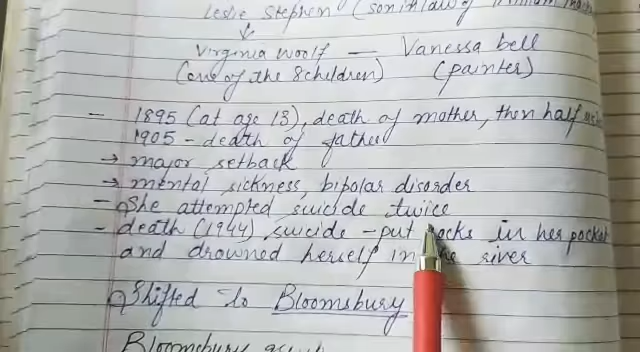 Leslie Stephen (son in law of
Virginia Woolf — Vanessa bell
(one of the 8 children) (painter)
- 1895 (at age 13), death of mother, then half
1905 - death of father
→ major setback
→ mental sickness, bipolar disorder
- She attempted suicide twice
- death (1944) suicide - put rocks in her pocket
and drowned herself in the river
Shifted to Bloomsbury
Bloomsbury